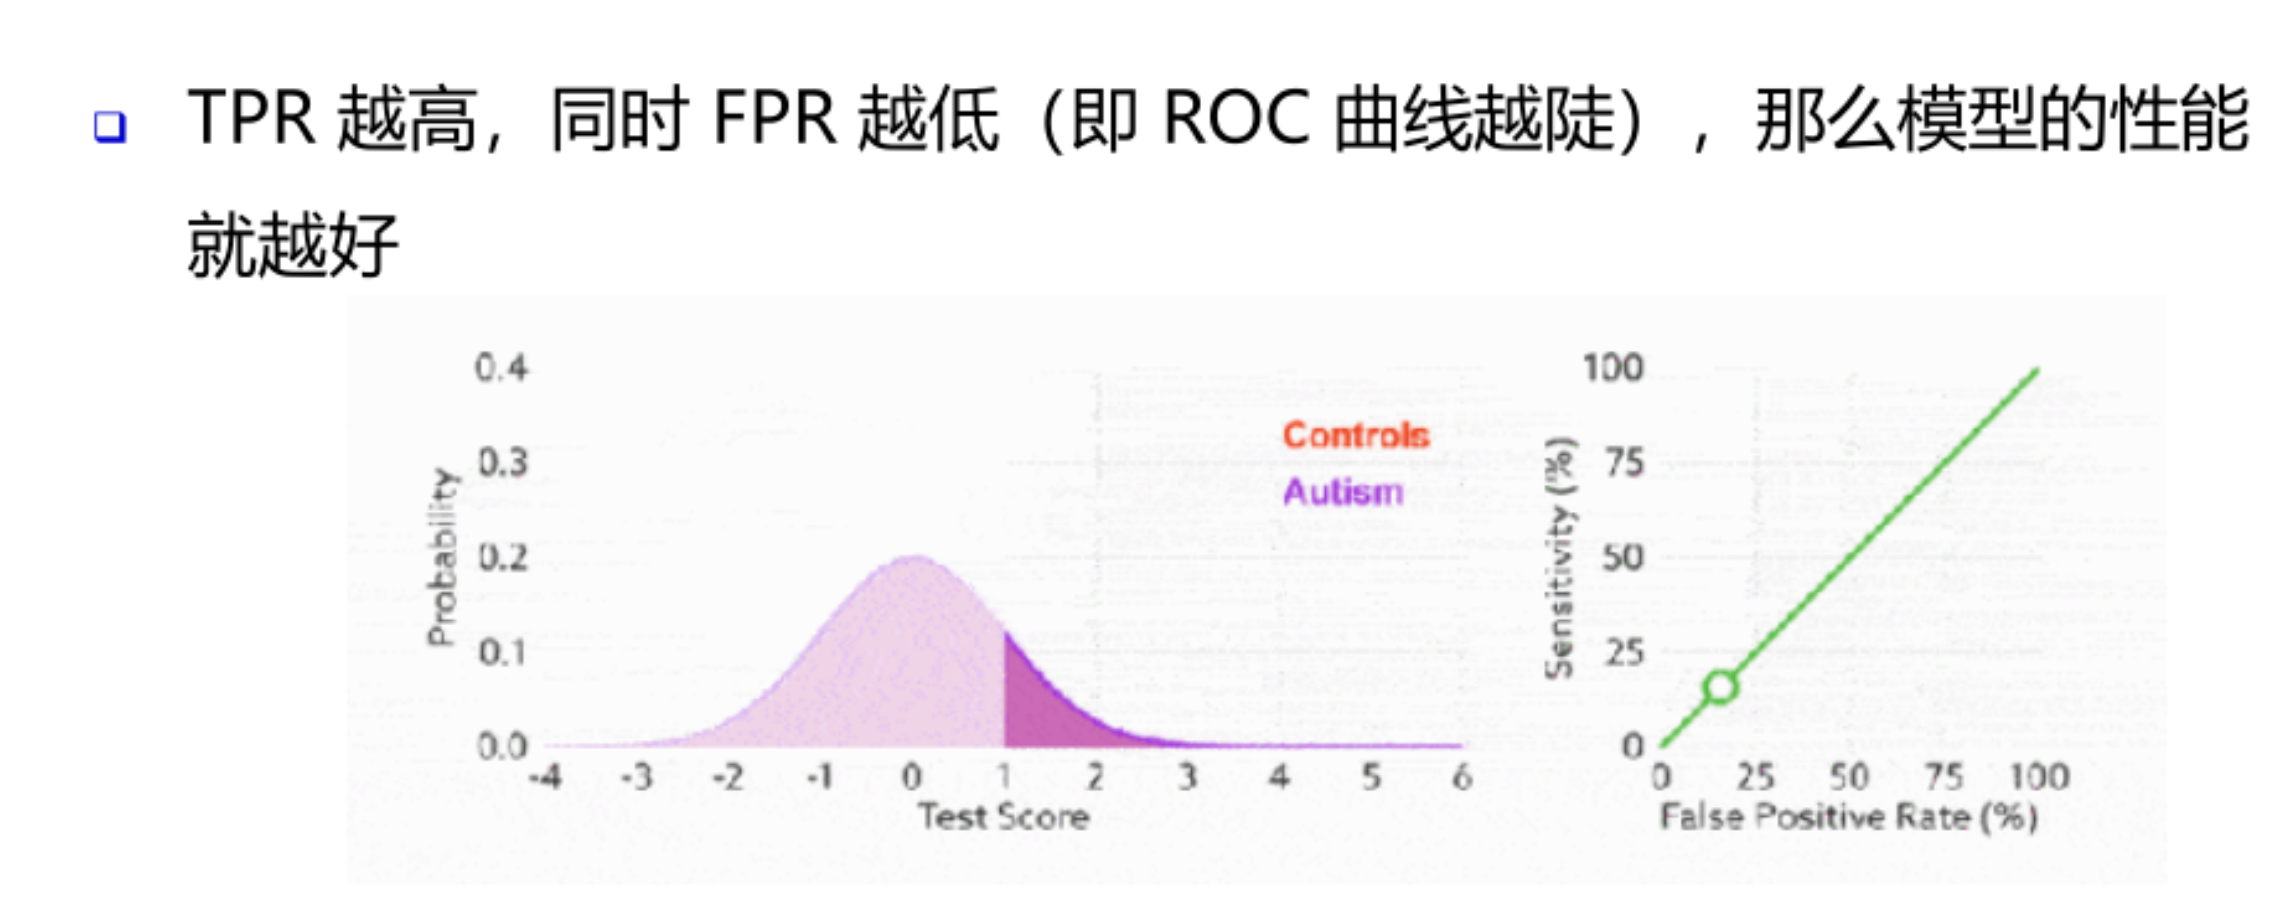 TPR 越高，同时 FPR 越低（即 ROC 曲线越陡），那么模型的性能
就越好
0.4
0.3
0.2
0.1
0.0
Probability
-4 -3 -2 -1 0 1 2 3 4 5 6
Test Score
Controls
Autism
100
75
50
25
0
Sensitivity (%)
0 25 50 75 100
False Positive Rate (%)